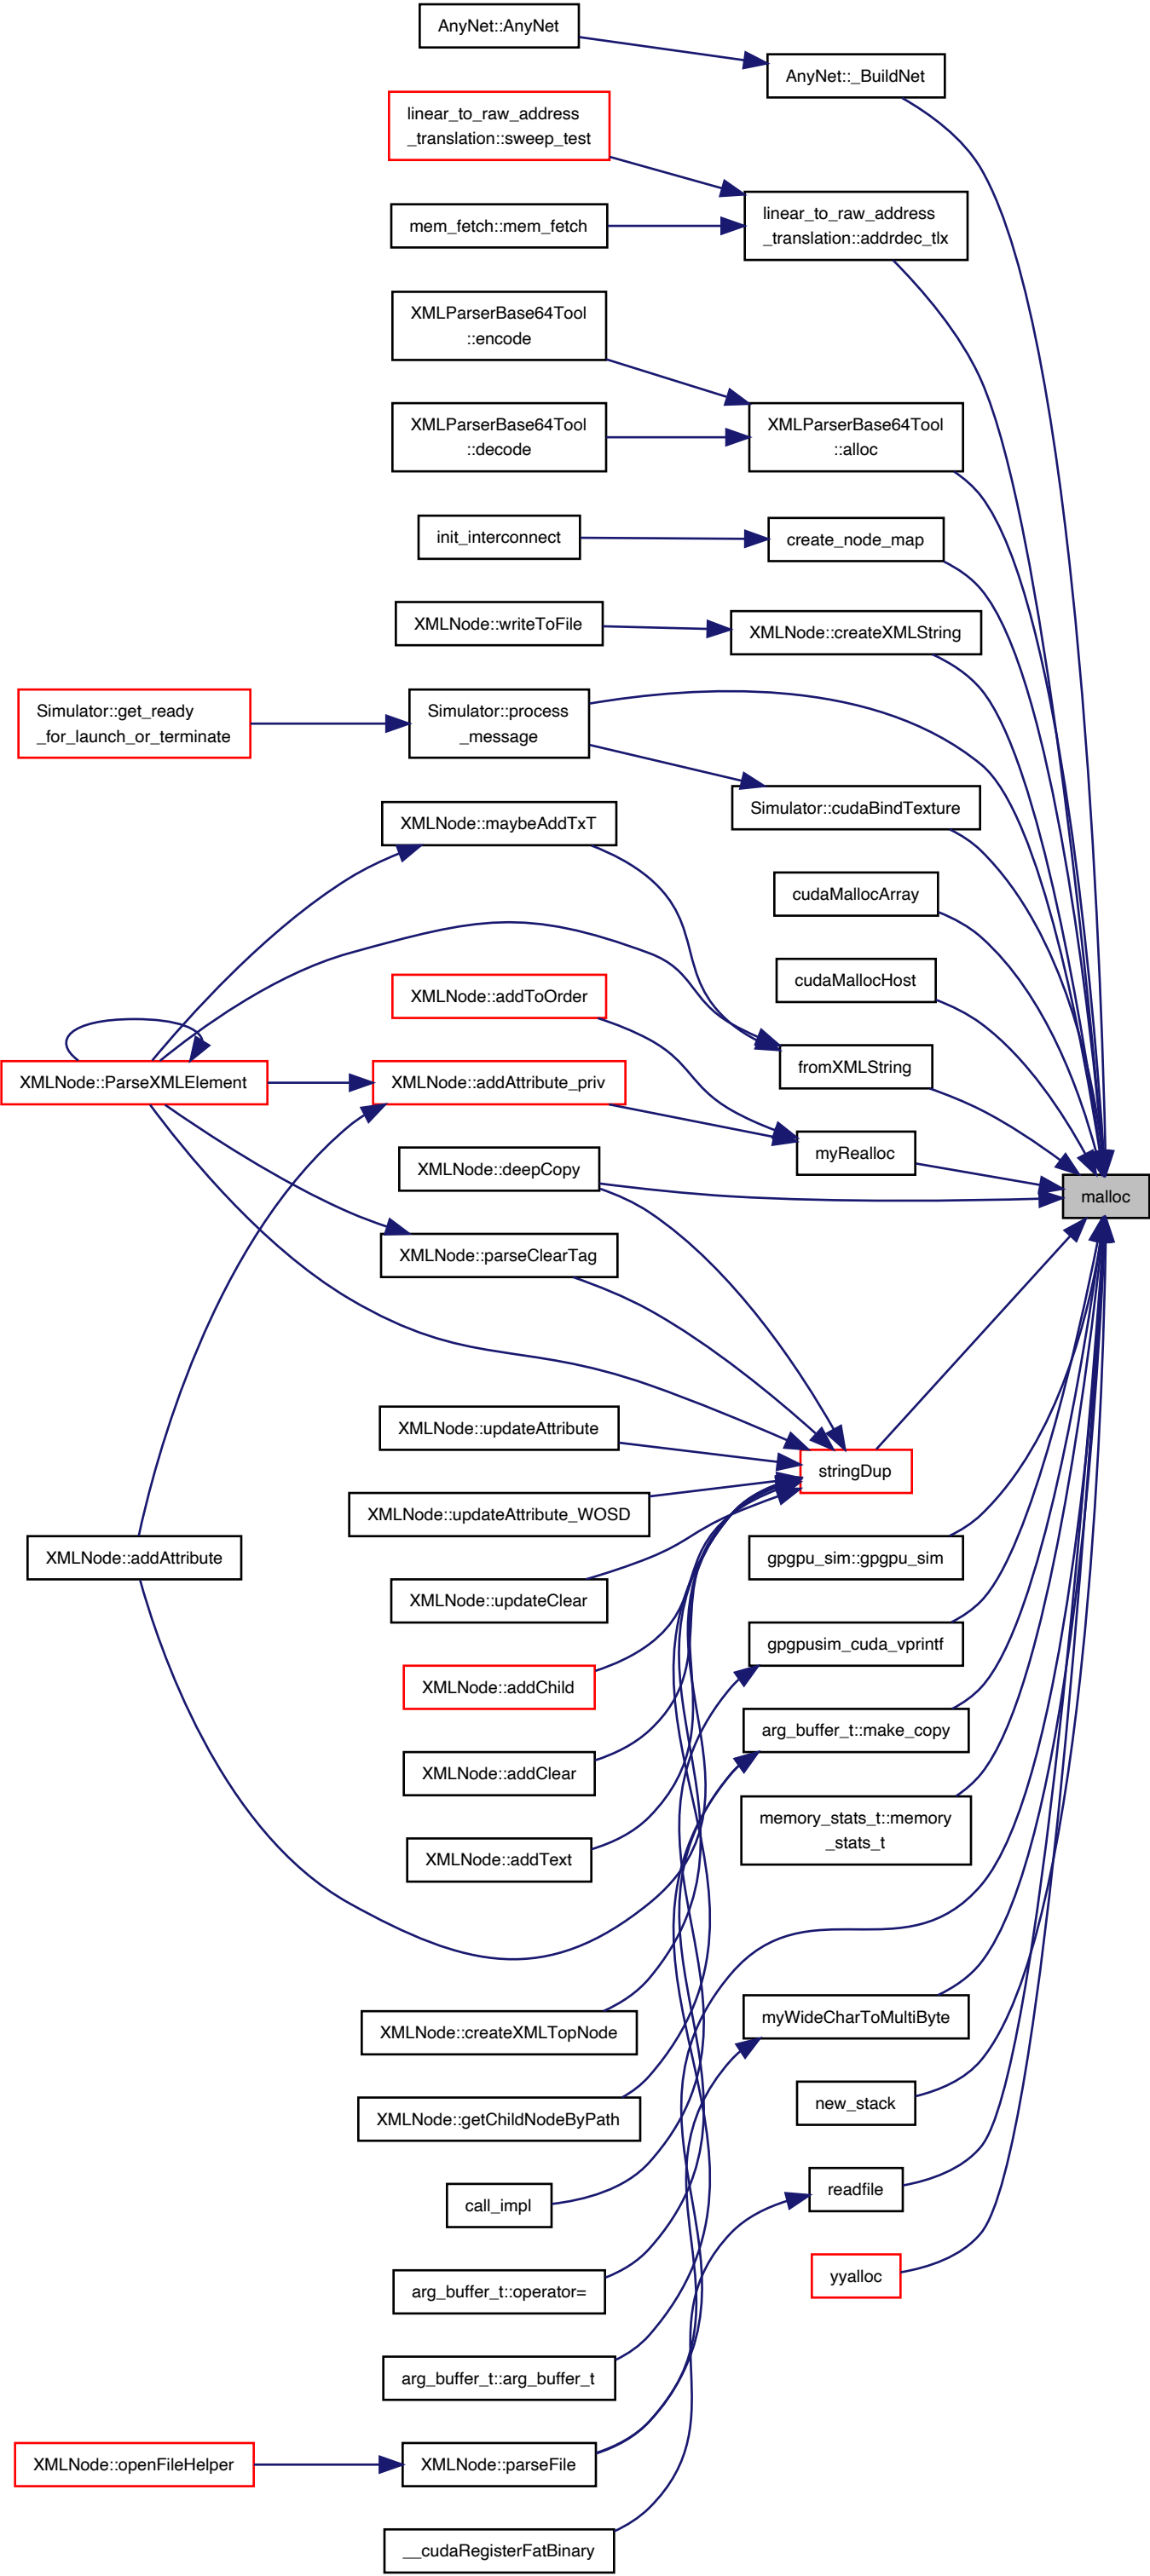 AnyNet::AnyNet
AnyNet::_BuildNet
linear_to_raw_address
_translation::sweep_test
mem_fetch::mem_fetch
linear_to_raw_address
_translation::addrdec_tlx
XMLParserBase64Tool
::encode
XMLParserBase64Tool
::decode
XMLParserBase64Tool
::alloc
init_interconnect
create_node_map
XMLNode::writeToFile
XMLNode::createXMLString
Simulator::get_ready
_for_launch_or_terminate
Simulator::process
_message
Simulator::cudaBindTexture
XMLNode::maybeAddTxT
cudaMallocArray
cudaMallocHost
XMLNode::addToOrder
fromXMLString
XMLNode::ParseXMLElement
XMLNode::addAttribute_priv
myRealloc
XMLNode::deepCopy
malloc
XMLNode::parseClearTag
XMLNode::updateAttribute
stringDup
XMLNode::updateAttribute_WOSD
XMLNode::addAttribute
gpgpu_sim::gpgpu_sim
XMLNode::updateClear
gpgpusim_cuda_vprintf
XMLNode::addChild
arg_buffer_t::make_copy
XMLNode::addClear
memory_stats_t::memory
_stats_t
XMLNode::addText
XMLNode::createXMLTopNode
myWideCharToMultiByte
XMLNode::getChildNodeByPath
new_stack
call_impl
readfile
arg_buffer_t::operator=
yyalloc
arg_buffer_t::arg_buffer_t
XMLNode::openFileHelper
XMLNode::parseFile
__cudaRegisterFatBinary